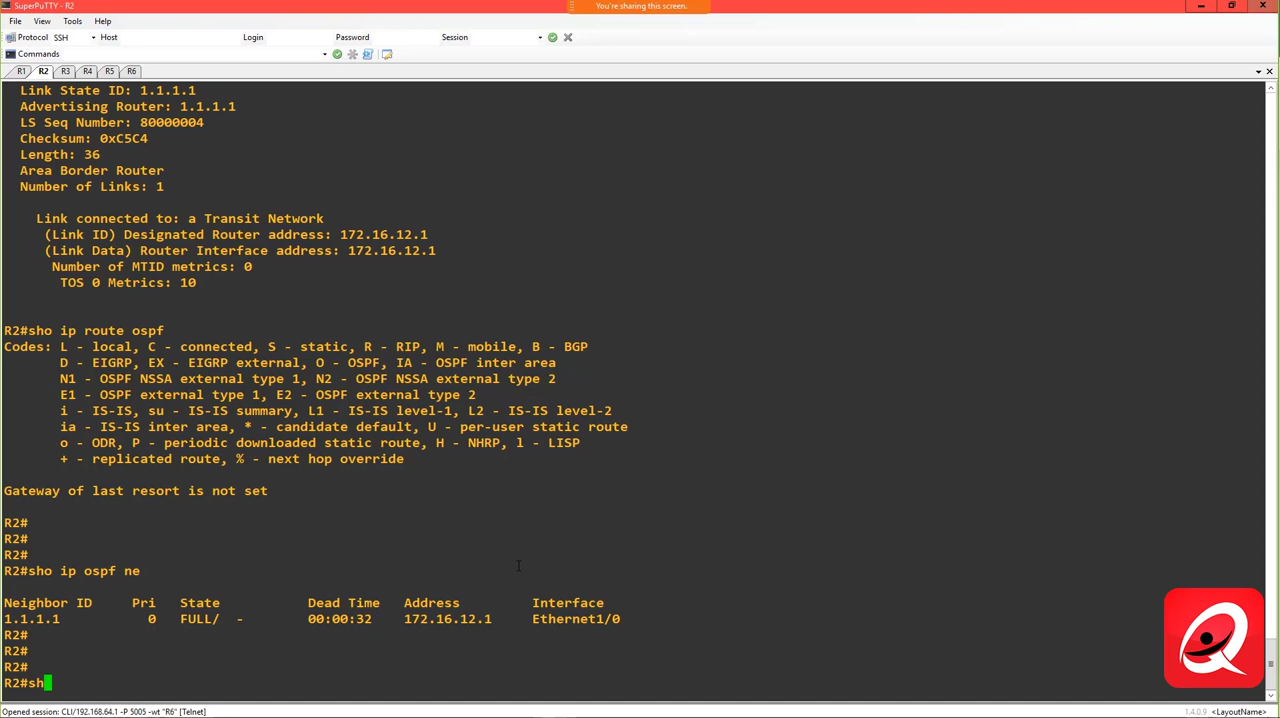 SuperPuTTY - R2
You're sharing this screen.
File View Tools Help
Protocol SSH Host Login Password Session
Commands
R1 R2 R3 R4 R5 R6
Link State ID: 1.1.1.1
Advertising Router: 1.1.1.1
LS Seq Number: 80000004
Checksum: 0xC5C4
Length: 36
Area Border Router
Number of Links: 1
Link connected to: a Transit Network
(Link ID) Designated Router address: 172.16.12.1
(Link Data) Router Interface address: 172.16.12.1
Number of MTID metrics: 0
TOS 0 Metrics: 10
R2#sho ip route ospf
Codes: L - local, C - connected, S - static, R - RIP, M - mobile, B - BGP
D - EIGRP, EX - EIGRP external, O - OSPF, IA - OSPF inter area
N1 - OSPF NSSA external type 1, N2 - OSPF NSSA external type 2
E1 - OSPF external type 1, E2 - OSPF external type 2
i - IS-IS, su - IS-IS summary, L1 - IS-IS level-1, L2 - IS-IS level-2
ia - IS-IS inter area, * - candidate default, U - per-user static route
o - ODR, P - periodic downloaded static route, H - NHRP, l - LISP
+ - replicated route, % - next hop override
Gateway of last resort is not set
R2#
R2#
R2#
R2#sho ip ospf ne
Neighbor ID Pri State Dead Time Address Interface
1.1.1.1 0 FULL/ - 00:00:32 172.16.12.1 Ethernet1/0
R2#
R2#
R2#
R2#sh
Opened session: CLI/192.168.64.1 -P 5005 -wt "R6" [Telnet]
1.4.0.9 <LayoutName>